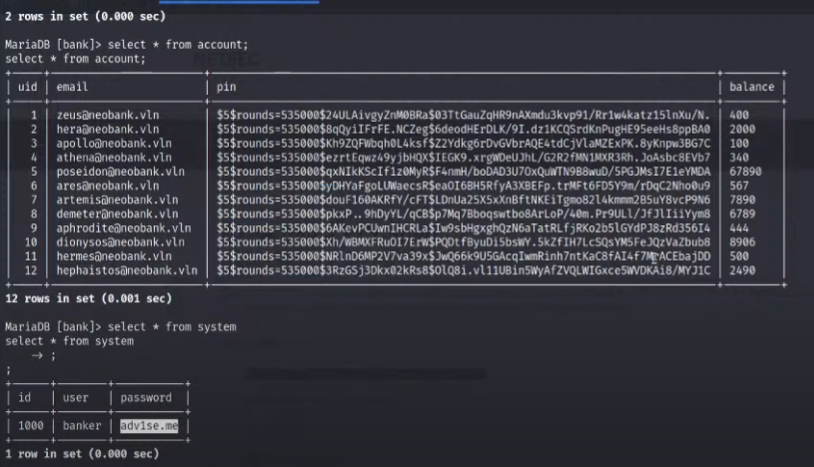 2 rows in set (0.000 sec)
MariaDB [bank]> select * from account;
select * from account;
uid | email | pin | balance
1 | zeus@neobank.vln | $5$rounds=535000$24ULAivgyZnM0BRa$03TtGauZqHR9nAXmdu3kvp91/Rr1w4katz15lnXu/N. | 400
2 | hera@neobank.vln | $5$rounds=535000$8qQyiIFrFE.NCZeg$6deodHErDLK/9I.dz1KCQSrdKnPugHE95eeHs8ppBA0 | 2000
3 | apollo@neobank.vln | $5$rounds=535000$Kh9ZQFWbqh0L4ksf$Z2Ydkg6rDvGVbrAQE4tdCjVlaMZExPK.8yKnpw3BG7C | 100
4 | athena@neobank.vln | $5$rounds=535000$ezrtEqwz49yjbHQX$IEGK9.xrgWDeUJhL/G2R2fMN1MXR3Rh.JoAsbc8EVb7 | 340
5 | poseidon@neobank.vln | $5$rounds=535000$qxNIkKScIf1z0MyR$F4nmH/boDAD3U7OxQuWTN9B8wuD/5PGJMsI7E1eYMDA | 67890
6 | ares@neobank.vln | $5$rounds=535000$yDHYaFgoLUWaecsR$eaOI6BH5RfyA3XBEFp.trMFt6FD5Y9m/rDqC2Nho0u9 | 567
7 | artemis@neobank.vln | $5$rounds=535000$douF160AKRfY/cFT$LDnUa25X5xXnBftNKEiTgmo82l4kmmm2B5uY8vcP9N6 | 7890
8 | demeter@neobank.vln | $5$rounds=535000$pkxP..9hDyYL/qCB$p7Mq7Bboqswtbo8ArLoP/40m.Pr9ULl/JfJlIiiYym8 | 6789
9 | aphrodite@neobank.vln | $5$rounds=535000$6AKevPCUwnIHCRLa$Iw9sbHgxghQzN6aTatRLfjRKo2b5lGYdPJ8zRd356I4 | 444
10 | dionysos@neobank.vln | $5$rounds=535000$Xh/WBMXFRuOI7ErW$PQDtfByuDi5bsWY.5kZfIH7LcSQsYM5FeJQzVaZbub8 | 8906
11 | hermes@neobank.vln | $5$rounds=535000$NRlnD6MP2V7va39x$JwQ66k9U5GAcqIwmRinh7ntKaC8fAI4f7MrACEbajDD | 500
12 | hephaistos@neobank.vln | $5$rounds=535000$3RzGSj3Dkx02kRs8$OlQ8i.vl11UBin5WyAfZVQLWIGxce5WVDKAi8/MYJ1C | 2490
12 rows in set (0.001 sec)
MariaDB [bank]> select * from system
select * from system
-> ;
;
id | user | password
1000 | banker | adv1se.me
1 row in set (0.000 sec)